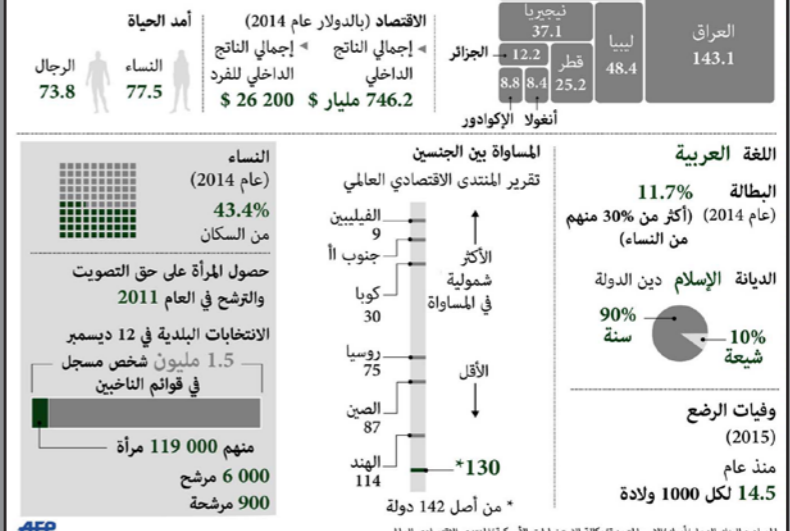 العراق
143.1
ليبيا
48.4
نيجيريا
37.1
قطر
25.2
12.2
الجزائر
8.4
8.8
أنغولا
الإكوادور
الاقتصاد (بالدولار عام 2014)
إجمالي الناتج
الداخلي
746.2 مليار $
إجمالي الناتج
الداخلي للفرد
26 200 $
أمد الحياة
النساء
77.5
الرجال
73.8
اللغة العربية
البطالة 11.7%
(عام 2014) (أكثر من 30% منهم
من النساء)
الديانة الإسلام دين الدولة
90%
سنة
10%
شيعة
وفيات الرضع
(2015)
منذ عام
14.5 لكل 1000 ولادة
المساواة بين الجنسين
تقرير المنتدى الاقتصادي العالمي
الأكثر
شمولية
في المساواة
الأقل
الفيليبين
9
جنوب اأ
كوبا
30
روسيا
75
الصين
87
الهند
114
130*
* من أصل 142 دولة
النساء
(عام 2014)
43.4%
من السكان
حصول المرأة على حق التصويت
والترشح في العام 2011
الانتخابات البلدية في 12 ديسمبر
1.5 مليون شخص مسجل
في قوائم الناخبين
منهم 119 000 مرأة
6 000 مرشح
900 مرشحة
AFP